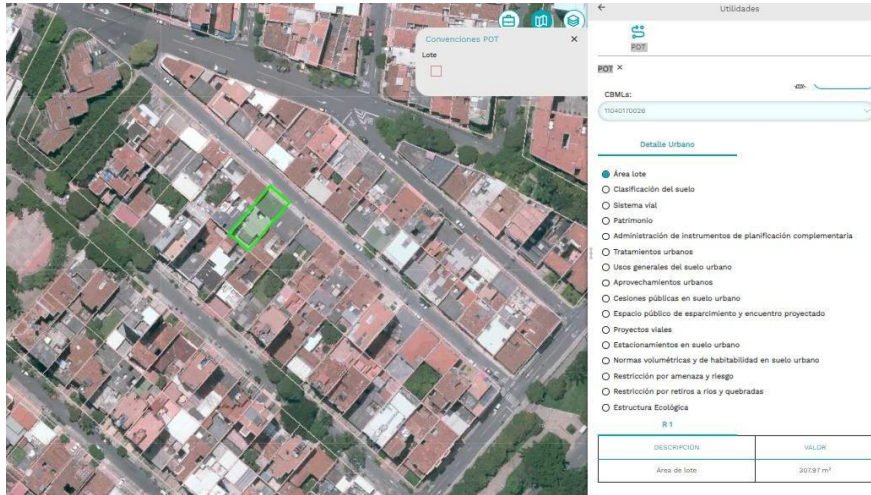 Convenciones POT ×
Lote
← Utilidades
POT
POT ×
CBMLs:
11040110026
Detalle Urbano
Área lote
Clasificación del suelo
Sistema vial
Patrimonio
Administración de instrumentos de planificación complementaria
Tratamientos urbanos
Usos generales del suelo urbano
Aprovechamientos urbanos
Cesiones públicas en suelo urbano
Espacio público de esparcimiento y encuentro proyectado
Proyectos viales
Estacionamientos en suelo urbano
Normas volumétricas y de habitabilidad en suelo urbano
Restricción por amenaza y riesgo
Restricción por retiros a ríos y quebradas
Estructura Ecológica
R 1
DESCRIPCIÓN VALOR
Área de lote 307.97 m²